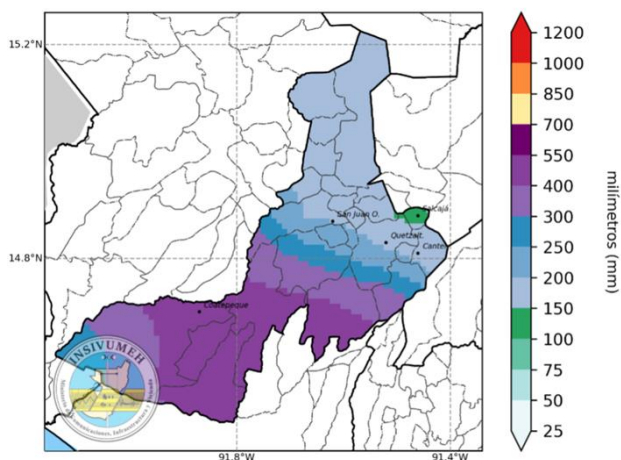 15.2°N
14.8°N
91.8°W
91.4°W
San Juan O.
Salcajá
Quetzalt.
Cantel
Coatepeque
INSIVUMEH
1200
1000
850
700
550
400
300
250
200
150
100
75
50
25
milímetros (mm)